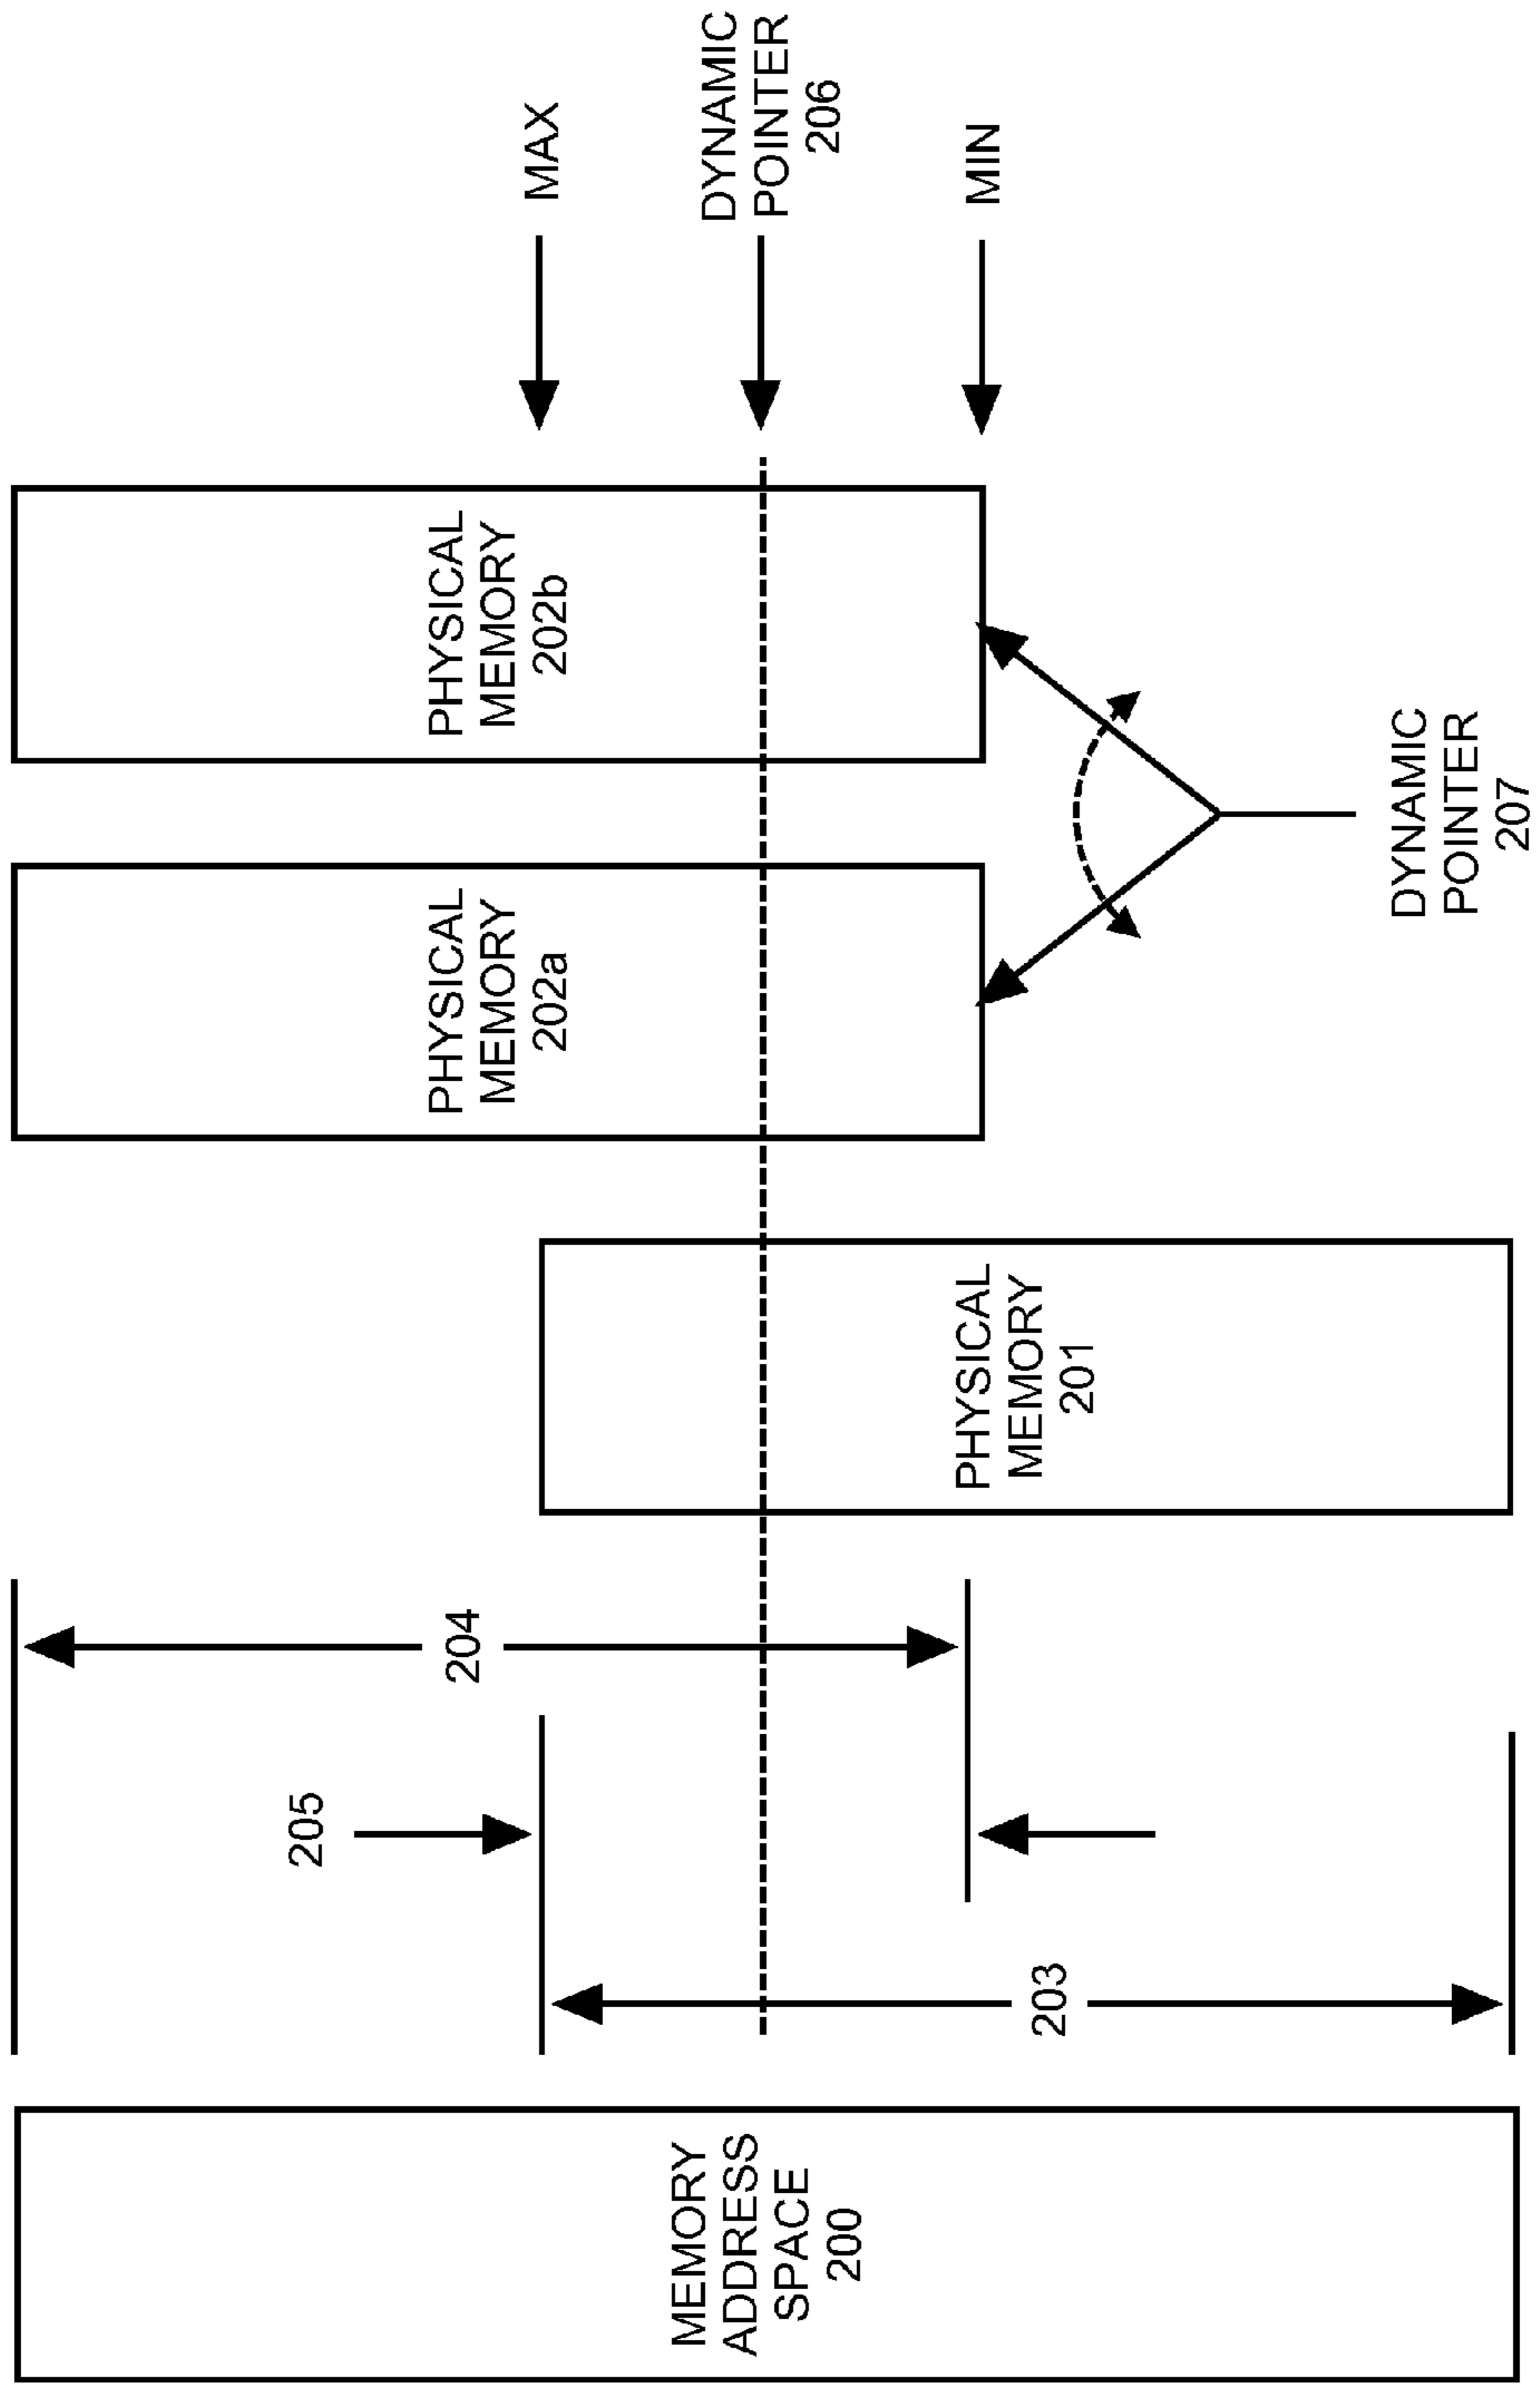 MEMORY
ADDRESS
SPACE
200
203
205
204
PHYSICAL
MEMORY
201
PHYSICAL
MEMORY
202a
PHYSICAL
MEMORY
202b
DYNAMIC
POINTER
207
MAX
DYNAMIC
POINTER
206
MIN